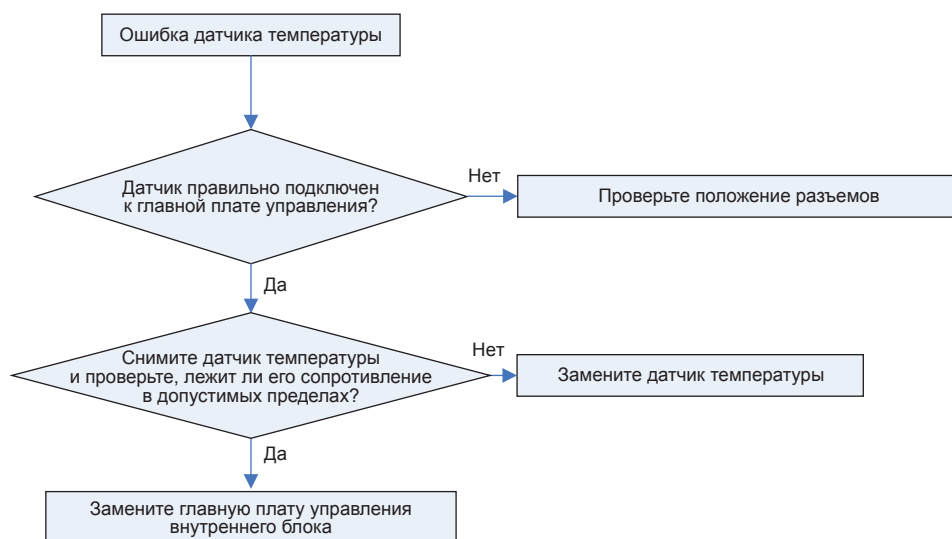 Ошибка датчика температуры
Датчик правильно подключен
к главной плате управления?
Нет
Проверьте положение разъемов
Да
Снимите датчик температуры
и проверьте, лежит ли его сопротивление
в допустимых пределах?
Нет
Замените датчик температуры
Да
Замените главную плату управления
внутреннего блока